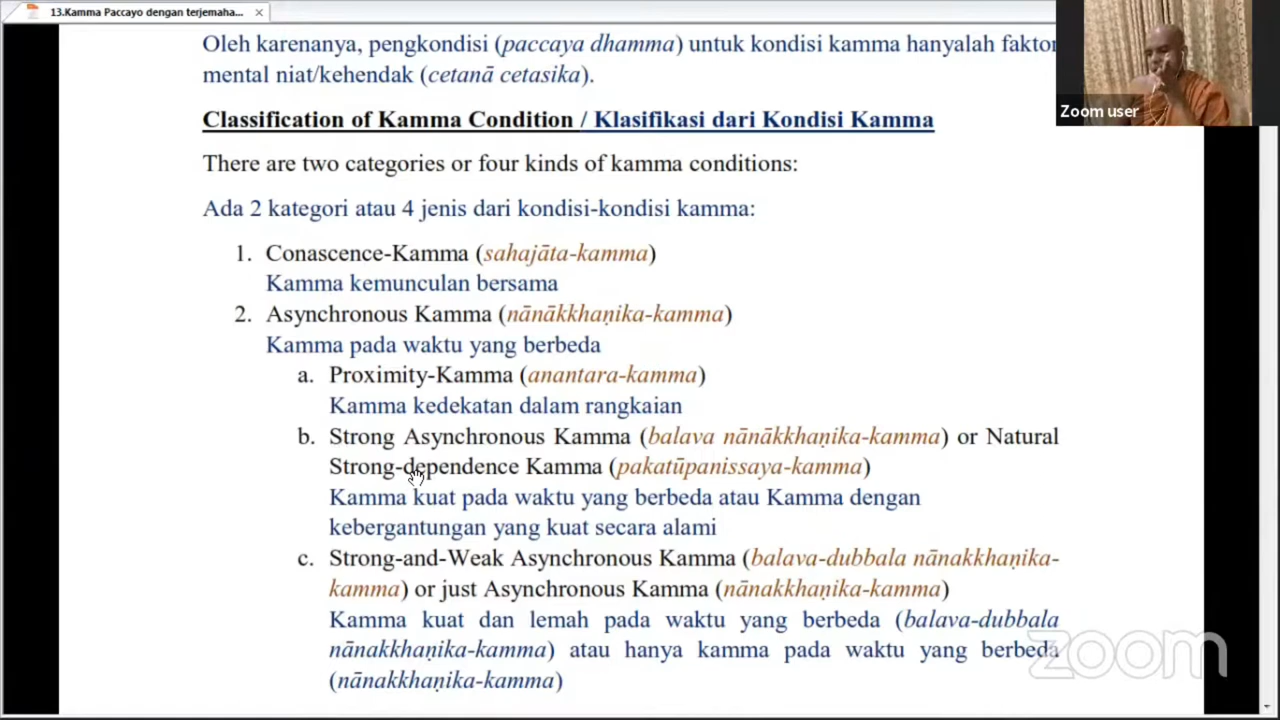 13.Kamma Paccayo dengan terjemaha...
Oleh karenanya, pengkondisi (paccaya dhamma) untuk kondisi kamma hanyalah faktor
mental niat/kehendak (cetanā cetasika).
Zoom user
Classification of Kamma Condition / Klasifikasi dari Kondisi Kamma
There are two categories or four kinds of kamma conditions:
Ada 2 kategori atau 4 jenis dari kondisi-kondisi kamma:
1. Conascence-Kamma (sahajāta-kamma)
Kamma kemunculan bersama
2. Asynchronous Kamma (nānākkhaṇika-kamma)
Kamma pada waktu yang berbeda
a. Proximity-Kamma (anantara-kamma)
Kamma kedekatan dalam rangkaian
b. Strong Asynchronous Kamma (balava nānākkhaṇika-kamma) or Natural
Strong-dependence Kamma (pakatūpanissaya-kamma)
Kamma kuat pada waktu yang berbeda atau Kamma dengan
kebergantungan yang kuat secara alami
c. Strong-and-Weak Asynchronous Kamma (balava-dubbala nānakkhaṇika-
kamma) or just Asynchronous Kamma (nānakkhaṇika-kamma)
Kamma kuat dan lemah pada waktu yang berbeda (balava-dubbala
nānakkhaṇika-kamma) atau hanya kamma pada waktu yang berbeda
(nānakkhaṇika-kamma)
zoom